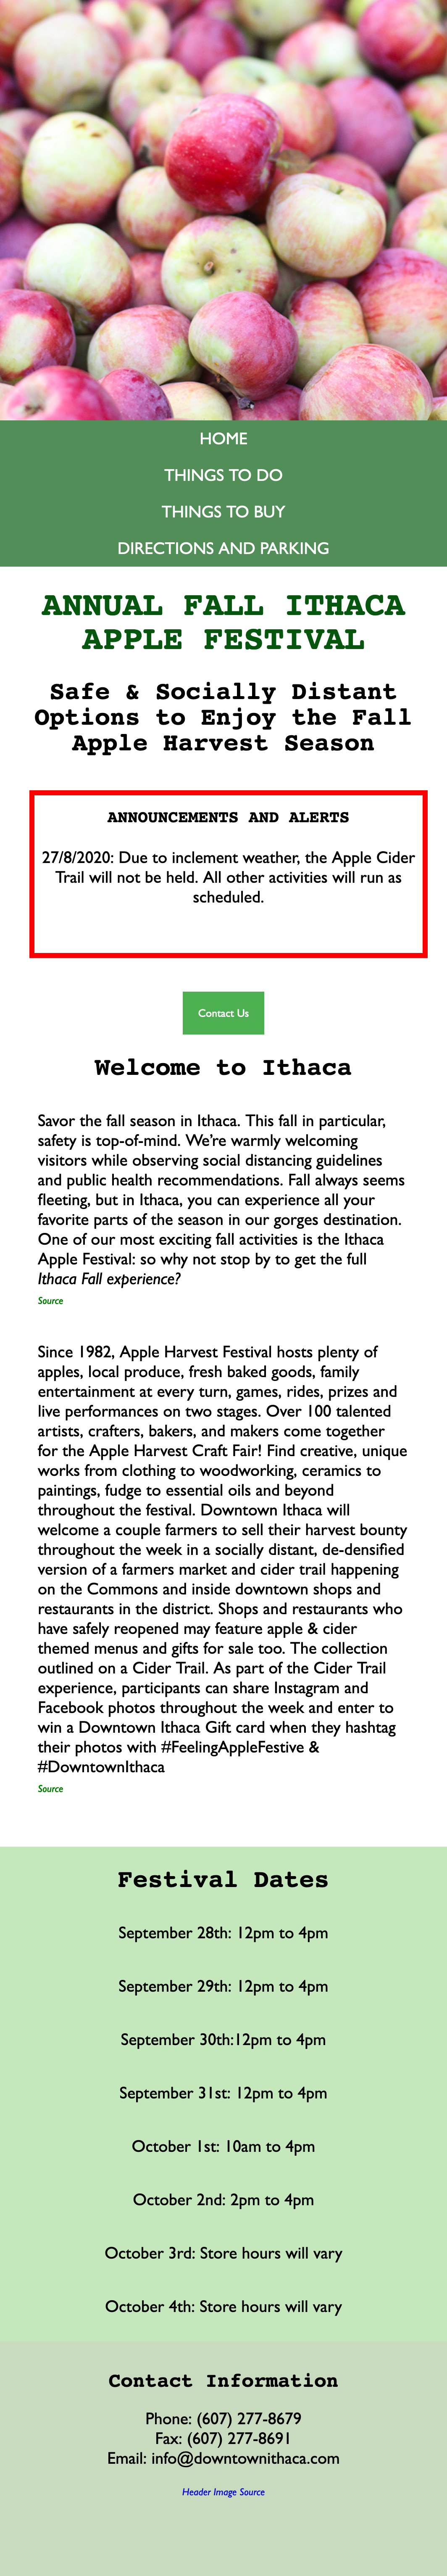 HOME
THINGS TO DO
THINGS TO BUY
DIRECTIONS AND PARKING
ANNUAL FALL ITHACA
APPLE FESTIVAL
Safe & Socially Distant
Options to Enjoy the Fall
Apple Harvest Season
ANNOUNCEMENTS AND ALERTS
27/8/2020: Due to inclement weather, the Apple Cider
Trail will not be held. All other activities will run as
scheduled.
Contact Us
Welcome to Ithaca
Savor the fall season in Ithaca. This fall in particular,
safety is top-of-mind. We’re warmly welcoming
visitors while observing social distancing guidelines
and public health recommendations. Fall always seems
fleeting, but in Ithaca, you can experience all your
favorite parts of the season in our gorges destination.
One of our most exciting fall activities is the Ithaca
Apple Festival: so why not stop by to get the full
Ithaca Fall experience?
Source
Since 1982, Apple Harvest Festival hosts plenty of
apples, local produce, fresh baked goods, family
entertainment at every turn, games, rides, prizes and
live performances on two stages. Over 100 talented
artists, crafters, bakers, and makers come together
for the Apple Harvest Craft Fair! Find creative, unique
works from clothing to woodworking, ceramics to
paintings, fudge to essential oils and beyond
throughout the festival. Downtown Ithaca will
welcome a couple farmers to sell their harvest bounty
throughout the week in a socially distant, de-densified
version of a farmers market and cider trail happening
on the Commons and inside downtown shops and
restaurants in the district. Shops and restaurants who
have safely reopened may feature apple & cider
themed menus and gifts for sale too. The collection
outlined on a Cider Trail. As part of the Cider Trail
experience, participants can share Instagram and
Facebook photos throughout the week and enter to
win a Downtown Ithaca Gift card when they hashtag
their photos with #FeelingAppleFestive &
#DowntownIthaca
Source
Festival Dates
September 28th: 12pm to 4pm
September 29th: 12pm to 4pm
September 30th:12pm to 4pm
September 31st: 12pm to 4pm
October 1st: 10am to 4pm
October 2nd: 2pm to 4pm
October 3rd: Store hours will vary
October 4th: Store hours will vary
Contact Information
Phone: (607) 277-8679
Fax: (607) 277-8691
Email: info@downtownithaca.com
Header Image Source